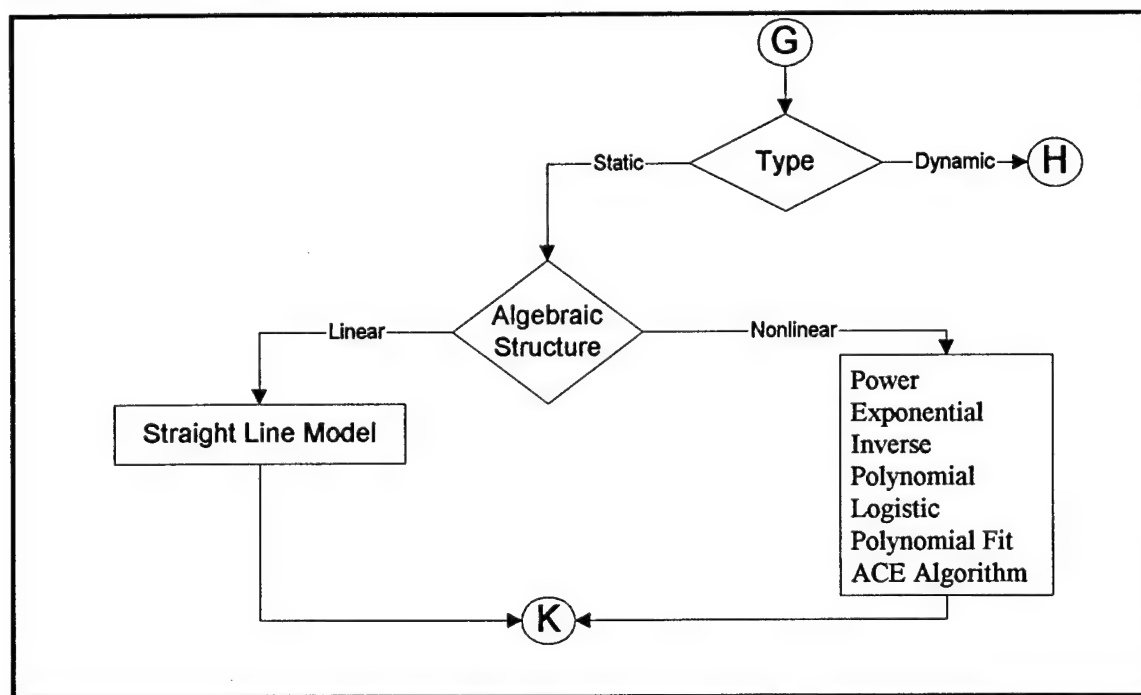 G
Type
Static
Dynamic
H
Algebraic
Structure
Linear
Nonlinear
Straight Line Model
Power
Exponential
Inverse
Polynomial
Logistic
Polynomial Fit
ACE Algorithm
K